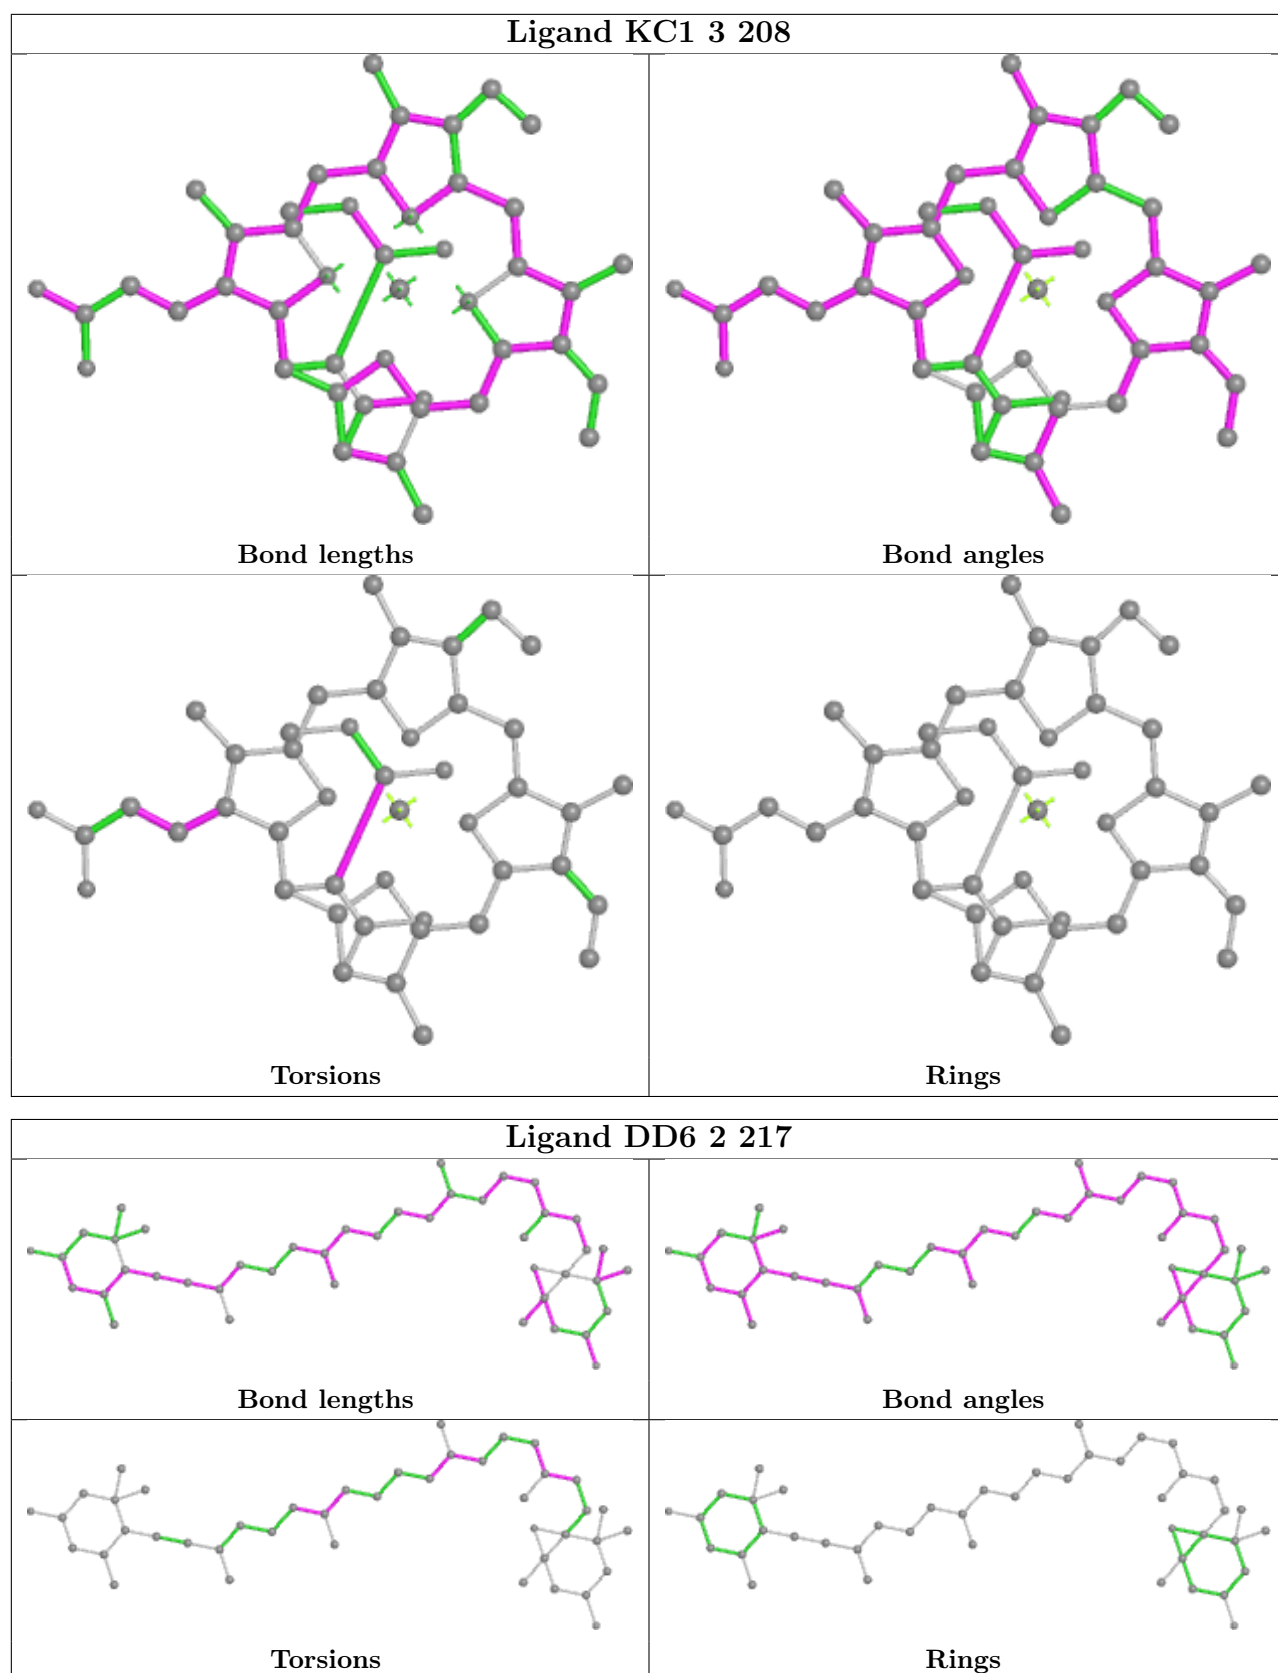 Ligand KC1 3 208
Bond lengths
Bond angles
Torsions
Rings
Ligand DD6 2 217
Bond lengths
Bond angles
Torsions
Rings